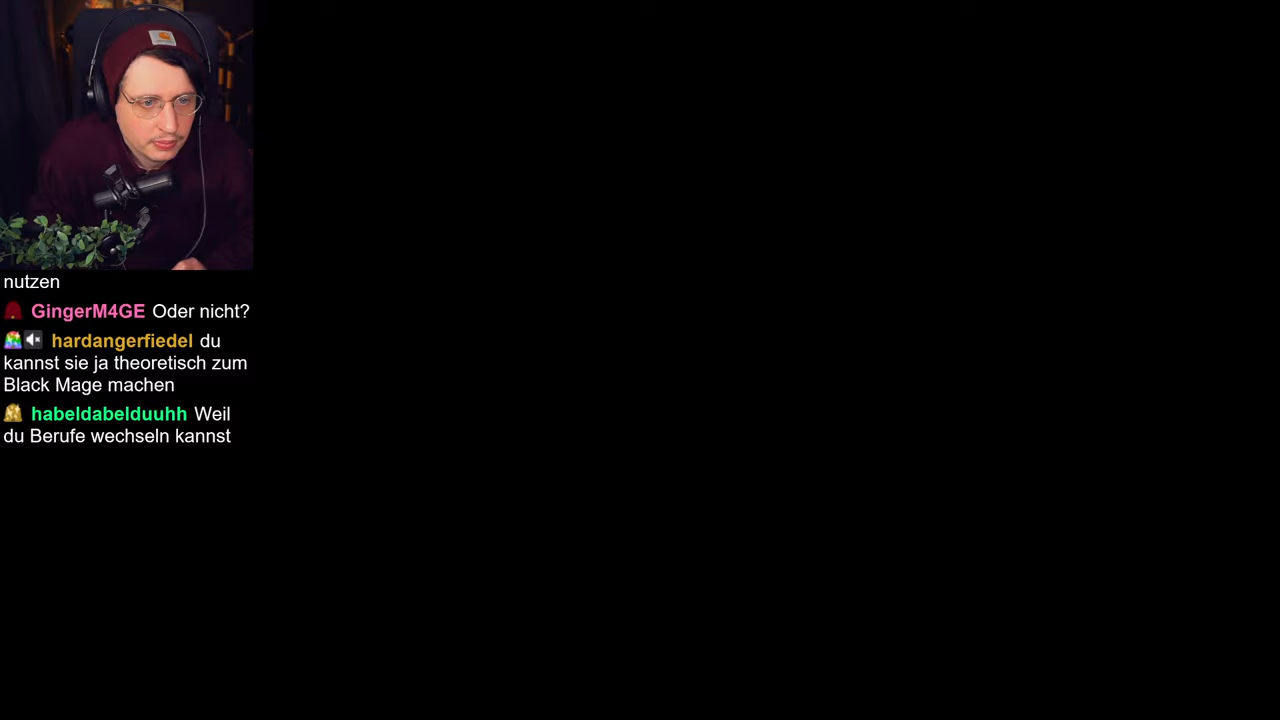 nutzen
GingerM4GE Oder nicht?
hardangerfiedel du
kannst sie ja theoretisch zum
Black Mage machen
habeldabelduuhh Weil
du Berufe wechseln kannst